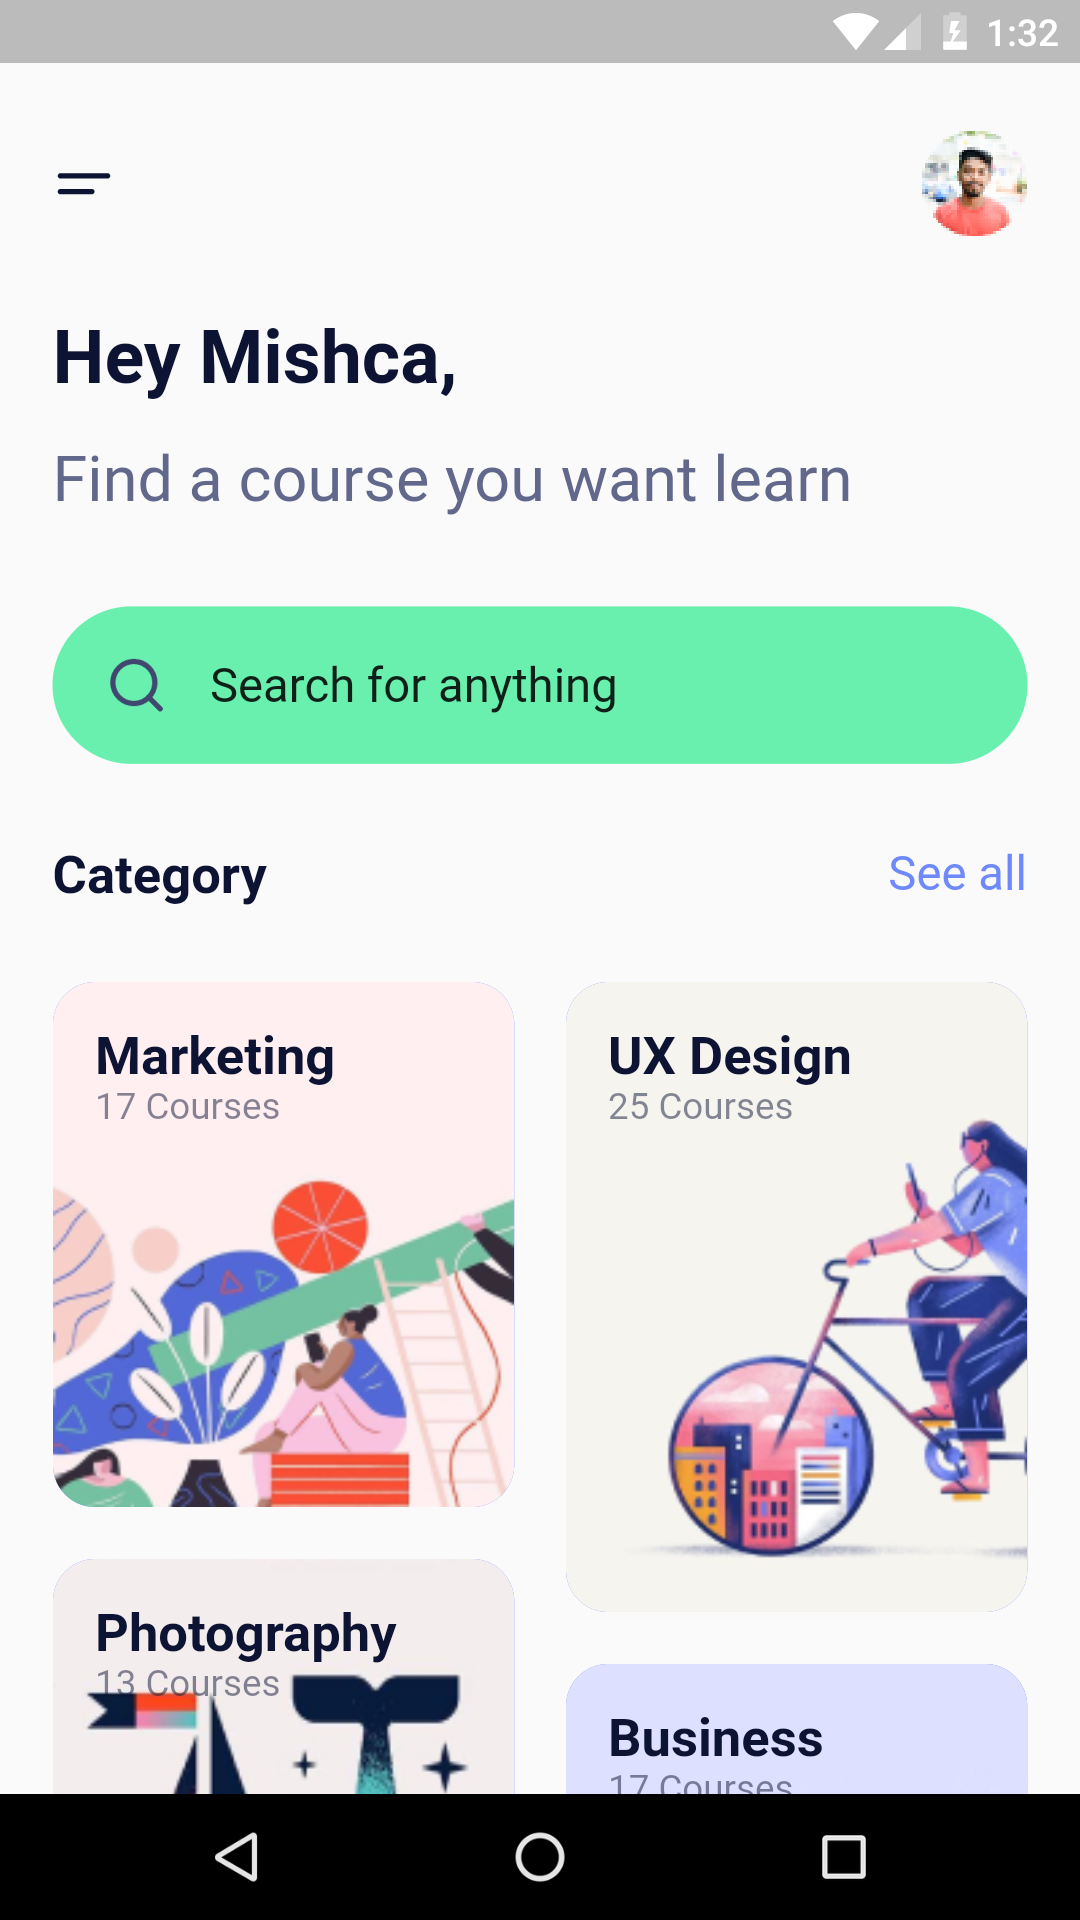 1:32
Hey Mishca,
Find a course you want learn
Search for anything
Category
See all
Marketing
17 Courses
UX Design
25 Courses
Photography
13 Courses
Business
17 Courses